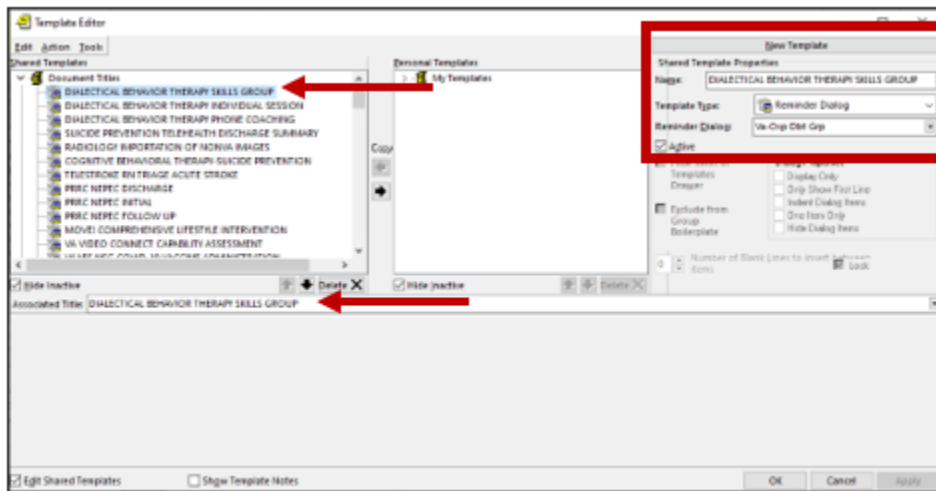 Template Editor
Edit Action Tools
Shared Templates
Personal Templates
New Template
Document Titles
My Templates
Shared Template Properties
DIALECTICAL BEHAVIOR THERAPY SKILLS GROUP
Name: DIALECTICAL BEHAVIOR THERAPY SKILLS GROUP
DIALECTICAL BEHAVIOR THERAPY INDIVIDUAL SESSION
DIALECTICAL BEHAVIOR THERAPY PHONE COACHING
Template Type: Reminder Dialog
SUICIDE PREVENTION TELEHEALTH DISCHARGE SUMMARY
Reminder Dialog:
RADIOLOGY IMPORTATION OF NONVA IMAGES
Copy
Active
COGNITIVE BEHAVIORAL THERAPY-SUICIDE PREVENTION
TELESTROKE RN TRIAGE ACUTE STROKE
Templates
Drawer
Display Only
Only Show First Line
PRRC NEPEC DISCHARGE
PRRC NEPEC INITIAL
Indent Dialog Items
PRRC NEPEC FOLLOW UP
Exclude from
Group
Boilerplate
One Item Only
Hide Dialog Items
MOVE! COMPREHENSIVE LIFESTYLE INTERVENTION
VA VIDEO CONNECT CAPABILITY ASSESSMENT
0
Number of Blank Lines to insert between
items
Lock
Hide Inactive
Delete
Hide Inactive
Delete
Associated Title: DIALECTICAL BEHAVIOR THERAPY SKILLS GROUP
Edit Shared Templates
Show Template Notes
OK
Cancel
Apply